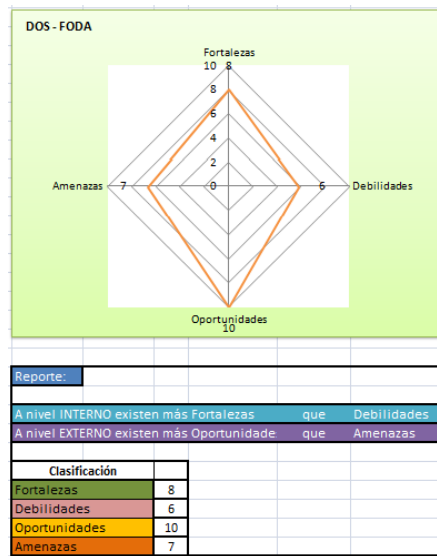 DOS - FODA
Fortalezas
10 8
8
6
4
2
Amenazas 7 0 6 Debilidades
Oportunidades
10
Reporte:
A nivel INTERNO existen más Fortalezas que Debilidades
A nivel EXTERNO existen más Oportunidade que Amenazas
Clasificación
Fortalezas 8
Debilidades 6
Oportunidades 10
Amenazas 7